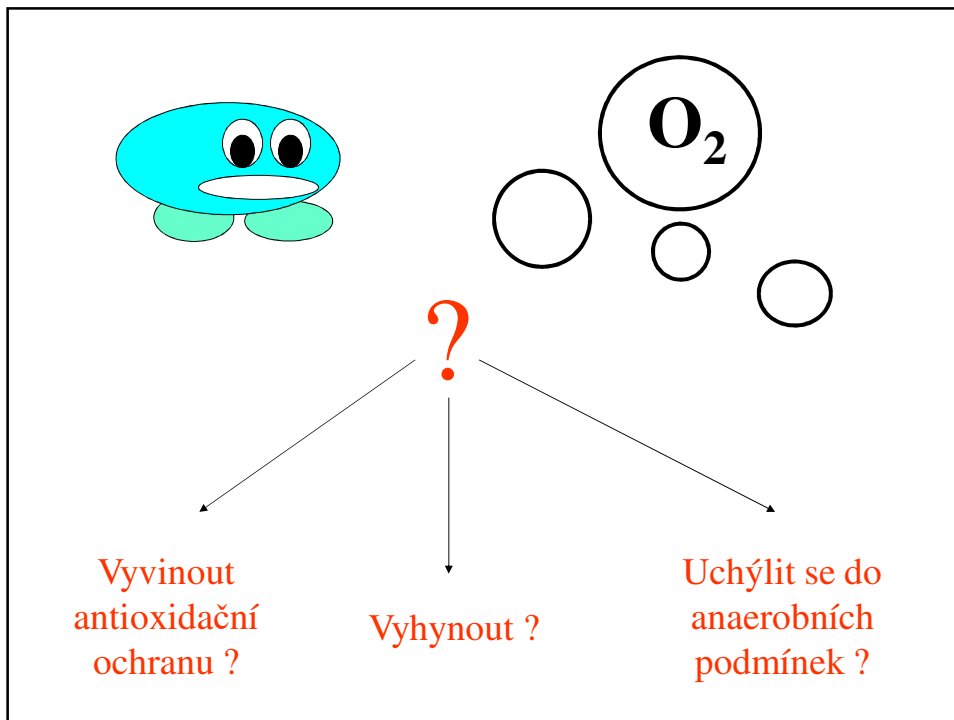 O₂
?
Vyvinout
antioxidační
ochranu ?
Vyhynout ?
Uchýlit se do
anaerobních
podmínek ?